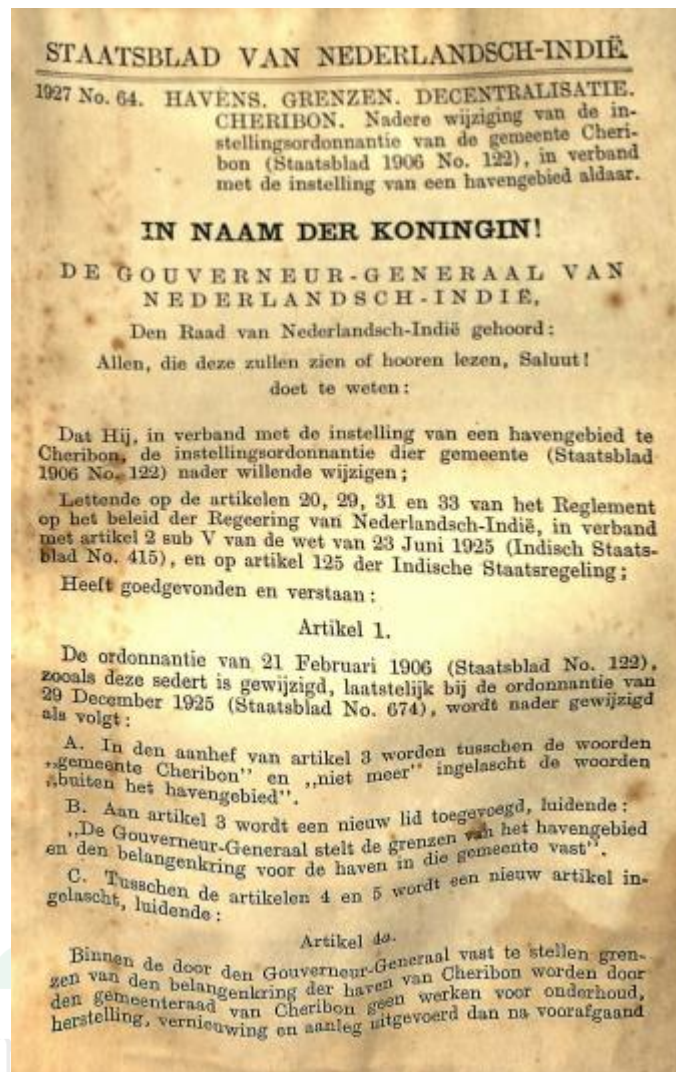 STAATSBLAD VAN NEDERLANDSCH-INDIË.
1927 No. 64. HAVENS. GRENZEN. DECENTRALISATIE.
CHERIBON. Nadere wijziging van de in-
stellingsordonnantie van de gemeente Cheri-
bon (Staatsblad 1906 No. 122), in verband
met de instelling van een havengebied aldaar.
IN NAAM DER KONINGIN!
DE GOUVERNEUR-GENERAAL VAN
NEDERLANDSCH-INDIË,
Den Raad van Nederlandsch-Indië gehoord:
Allen, die deze zullen zien of hooren lezen, Saluut!
doet te weten:
Dat Hij, in verband met de instelling van een havengebied te
Cheribon, de instellingsordonnantie dier gemeente (Staatsblad
1906 No. 122) nader willende wijzigen;
Lettende op de artikelen 20, 29, 31 en 33 van het Reglement
op het beleid der Regeering van Nederlandsch-Indië, in verband
met artikel 2 sub V van de wet van 23 Juni 1925 (Indisch Staats-
blad No. 415), en op artikel 125 der Indische Staatsregeling;
Heeft goedgevonden en verstaan:
Artikel 1.
De ordonnantie van 21 Februari 1906 (Staatsblad No. 122),
zooals deze sedert is gewijzigd, laatstelijk bij de ordonnantie van
29 December 1925 (Staatsblad No. 674), wordt nader gewijzigd
als volgt:
A. In den aanhef van artikel 3 worden tusschen de woorden
„gemeente Cheribon" en „niet meer" ingelascht de woorden
„buiten het havengebied".
B. Aan artikel 3 wordt een nieuw lid toegevoegd, luidende:
„De Gouverneur-Generaal stelt de grenzen van het havengebied
en den belangenkring voor de haven in die gemeente vast".
C. Tusschen de artikelen 4 en 5 wordt een nieuw artikel in-
gelascht, luidende:
Artikel 4a.
Binnen de door den Gouverneur-Generaal vast te stellen gren-
zen van den belangenkring der haven van Cheribon worden door
den gemeenteraad van Cheribon geen werken voor onderhoud,
herstelling, vernieuwing en aanleg uitgevoerd dan na voorafgaand